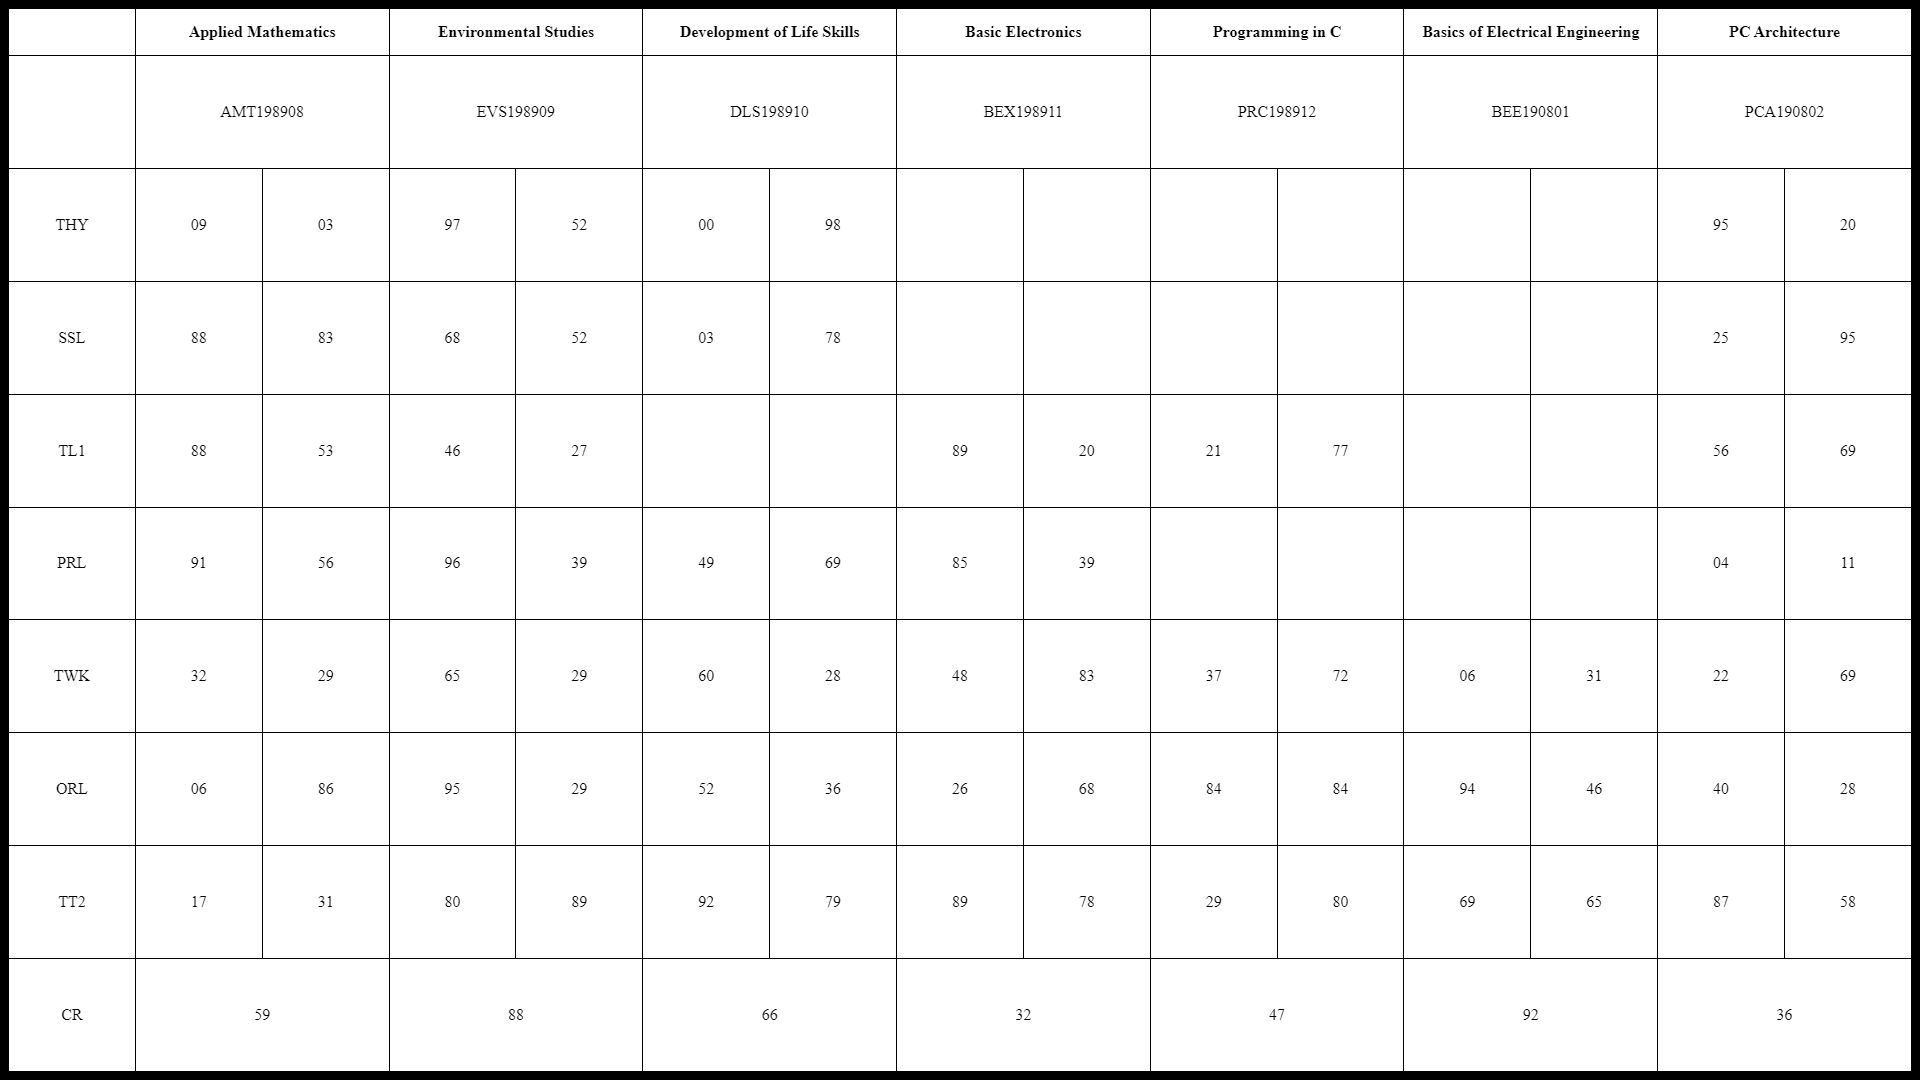 Applied Mathematics Environmental Studies Development of Life Skills Basic Electronics Programming in C Basics of Electrical Engineering PC Architecture
AMT198908 EVS198909 DLS198910 BEX198911 PRC198912 BEE190801 PCA190802
THY 09 03 97 52 00 98 95 20
SSL 88 83 68 52 03 78 25 95
TL1 88 53 46 27 89 20 21 77 56 69
PRL 91 56 96 39 49 69 85 39 04 11
TWK 32 29 65 29 60 28 48 83 37 72 06 31 22 69
ORL 06 86 95 29 52 36 26 68 84 84 94 46 40 28
TT2 17 31 80 89 92 79 89 78 29 80 69 65 87 58
CR 59 88 66 32 47 92 36